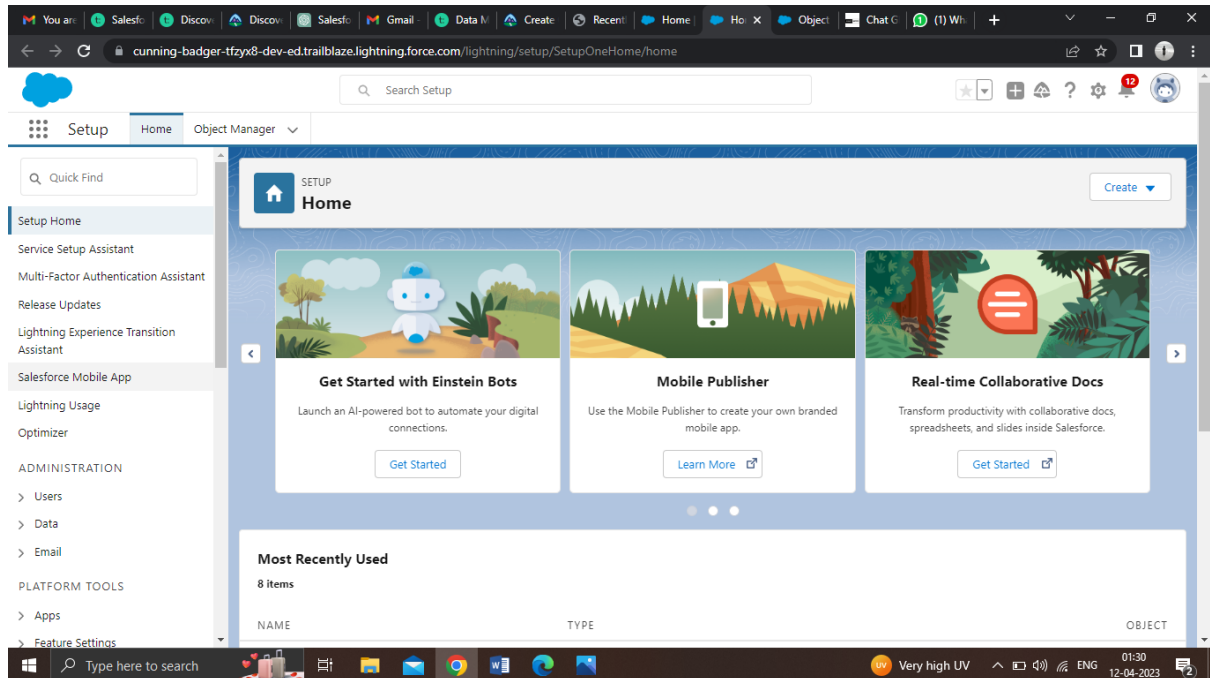 You are
Salesfo
Discov
Discov
Salesfo
Gmail -
Data M
Create
Recent
Home
Ho
Object
Chat G
(1) Wh
cunning-badger-tfzyx8-dev-ed.trailblaze.lightning.force.com/lightning/setup/SetupOneHome/home
Search Setup
12
Setup
Home
Object Manager
Quick Find
SETUP
Home
Create
Setup Home
Service Setup Assistant
Multi-Factor Authentication Assistant
Release Updates
Lightning Experience Transition
Assistant
Salesforce Mobile App
Lightning Usage
Optimizer
ADMINISTRATION
Users
Data
Email
PLATFORM TOOLS
Apps
Feature Settings
Get Started with Einstein Bots
Launch an AI-powered bot to automate your digital
connections.
Get Started
Mobile Publisher
Use the Mobile Publisher to create your own branded
mobile app.
Learn More
Real-time Collaborative Docs
Transform productivity with collaborative docs,
spreadsheets, and slides inside Salesforce.
Get Started
Most Recently Used
8 items
NAME TYPE OBJECT
Type here to search
UV
Very high UV
ENG
01:30
12-04-2023
2